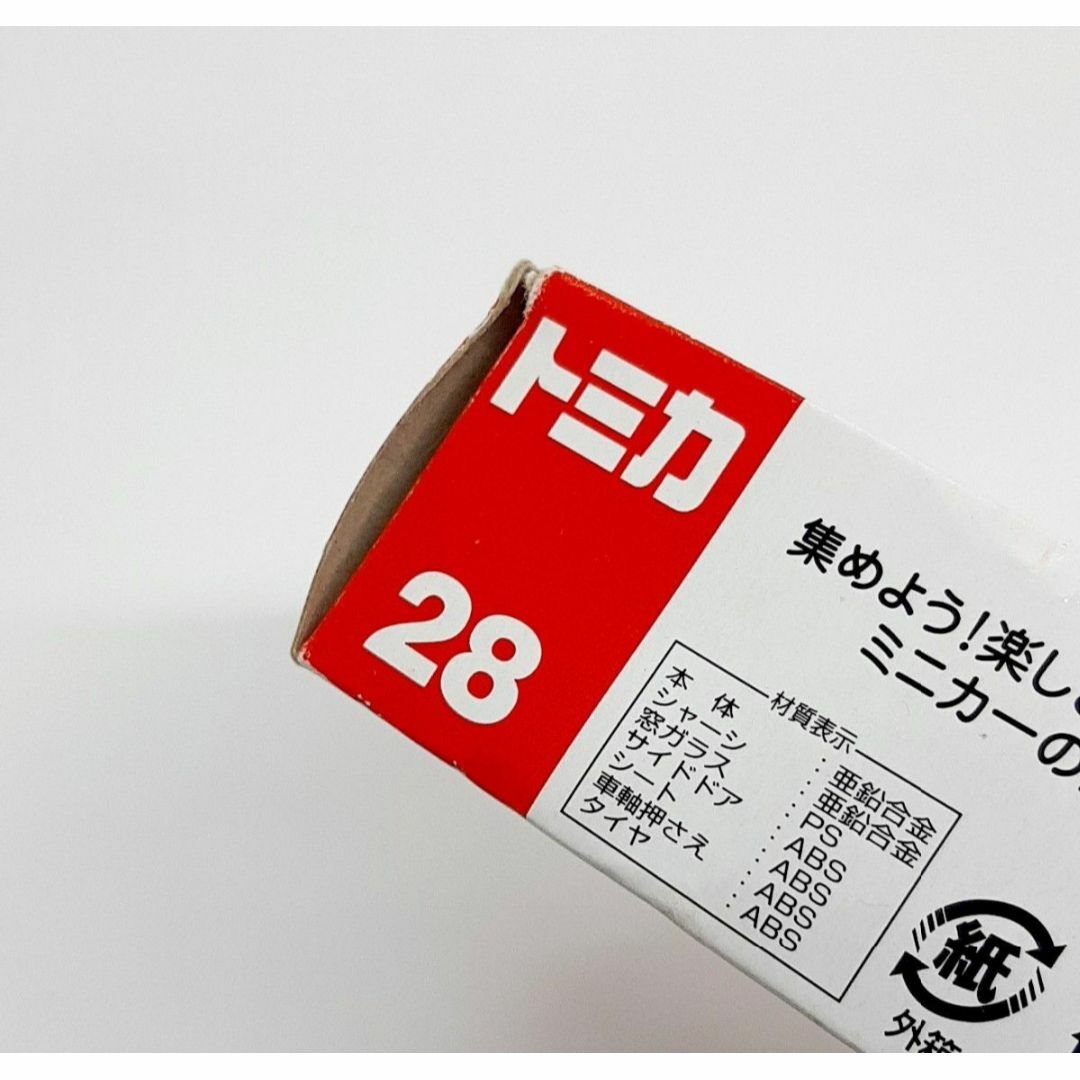 トミカ
28
集めよう!楽し
ミニカーの
材質表示
本 体 : 亜鉛合金
シャーシ : 亜鉛合金
窓ガラス : PS
サイドドア : ABS
シート : ABS
車軸押さえ : ABS
タイヤ : ABS
紙
外箱